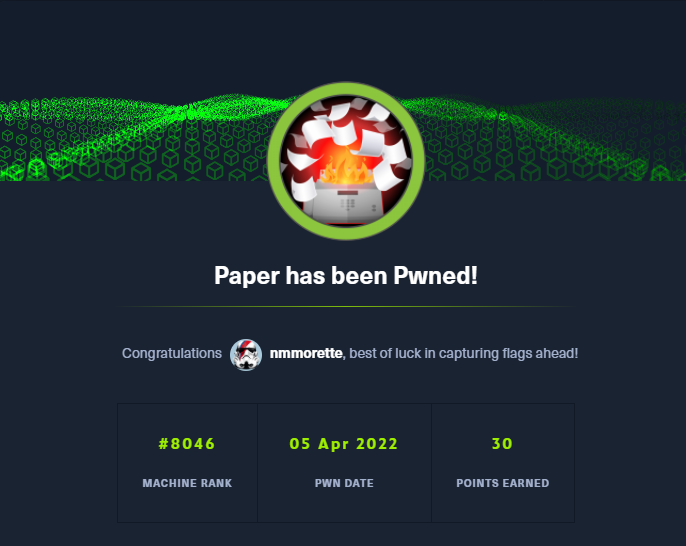 Paper has been Pwned!
Congratulations nmmorette, best of luck in capturing flags ahead!
#8046 05 Apr 2022 30
MACHINE RANK PWN DATE POINTS EARNED